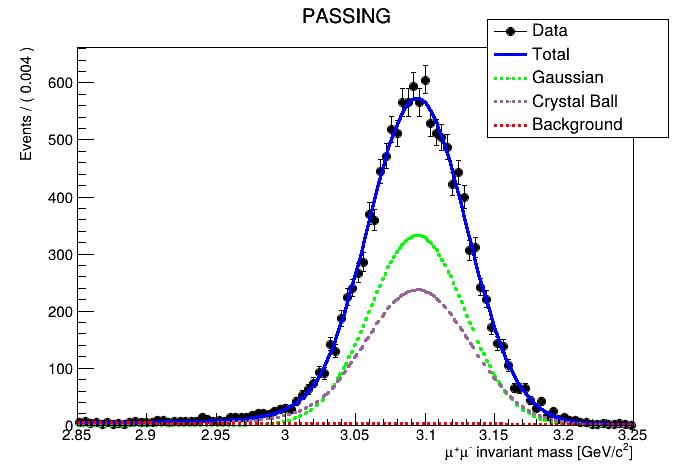 PASSING
Data
Total
Gaussian
Crystal Ball
Background
Events / ( 0.004 )
600
500
400
300
200
100
0
2.85 2.9 2.95 3 3.05 3.1 3.15 3.2 3.25
μ⁺μ⁻ invariant mass [GeV/c²]